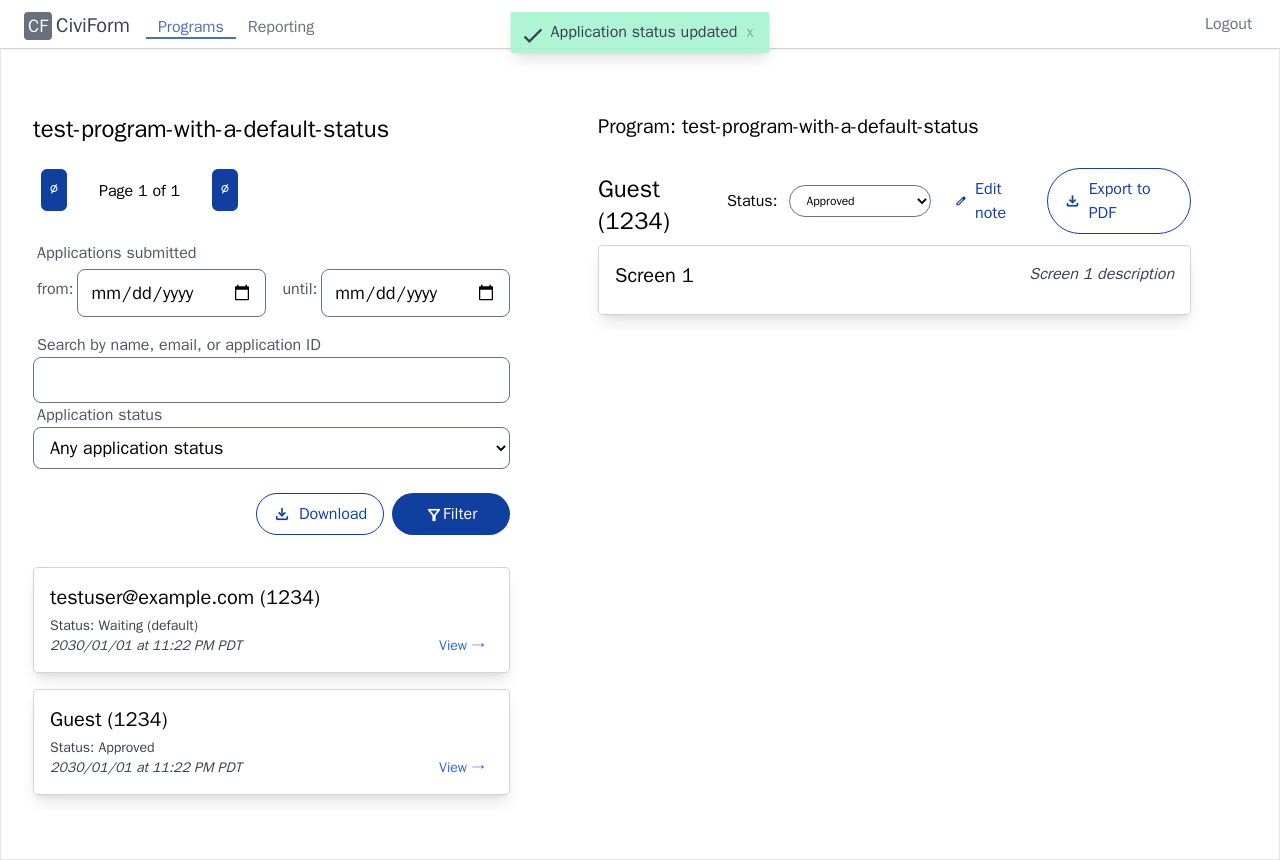 CF CiviForm Programs Reporting
Application status updated x
Logout
test-program-with-a-default-status
∅ Page 1 of 1 ∅
Applications submitted
from: mm/dd/yyyy until: mm/dd/yyyy
Search by name, email, or application ID
Application status
Any application status
Download Filter
testuser@example.com (1234)
Status: Waiting (default)
2030/01/01 at 11:22 PM PDT View →
Guest (1234)
Status: Approved
2030/01/01 at 11:22 PM PDT View →
Program: test-program-with-a-default-status
Guest
(1234)
Status: Approved
Edit
note
Export to
PDF
Screen 1 Screen 1 description